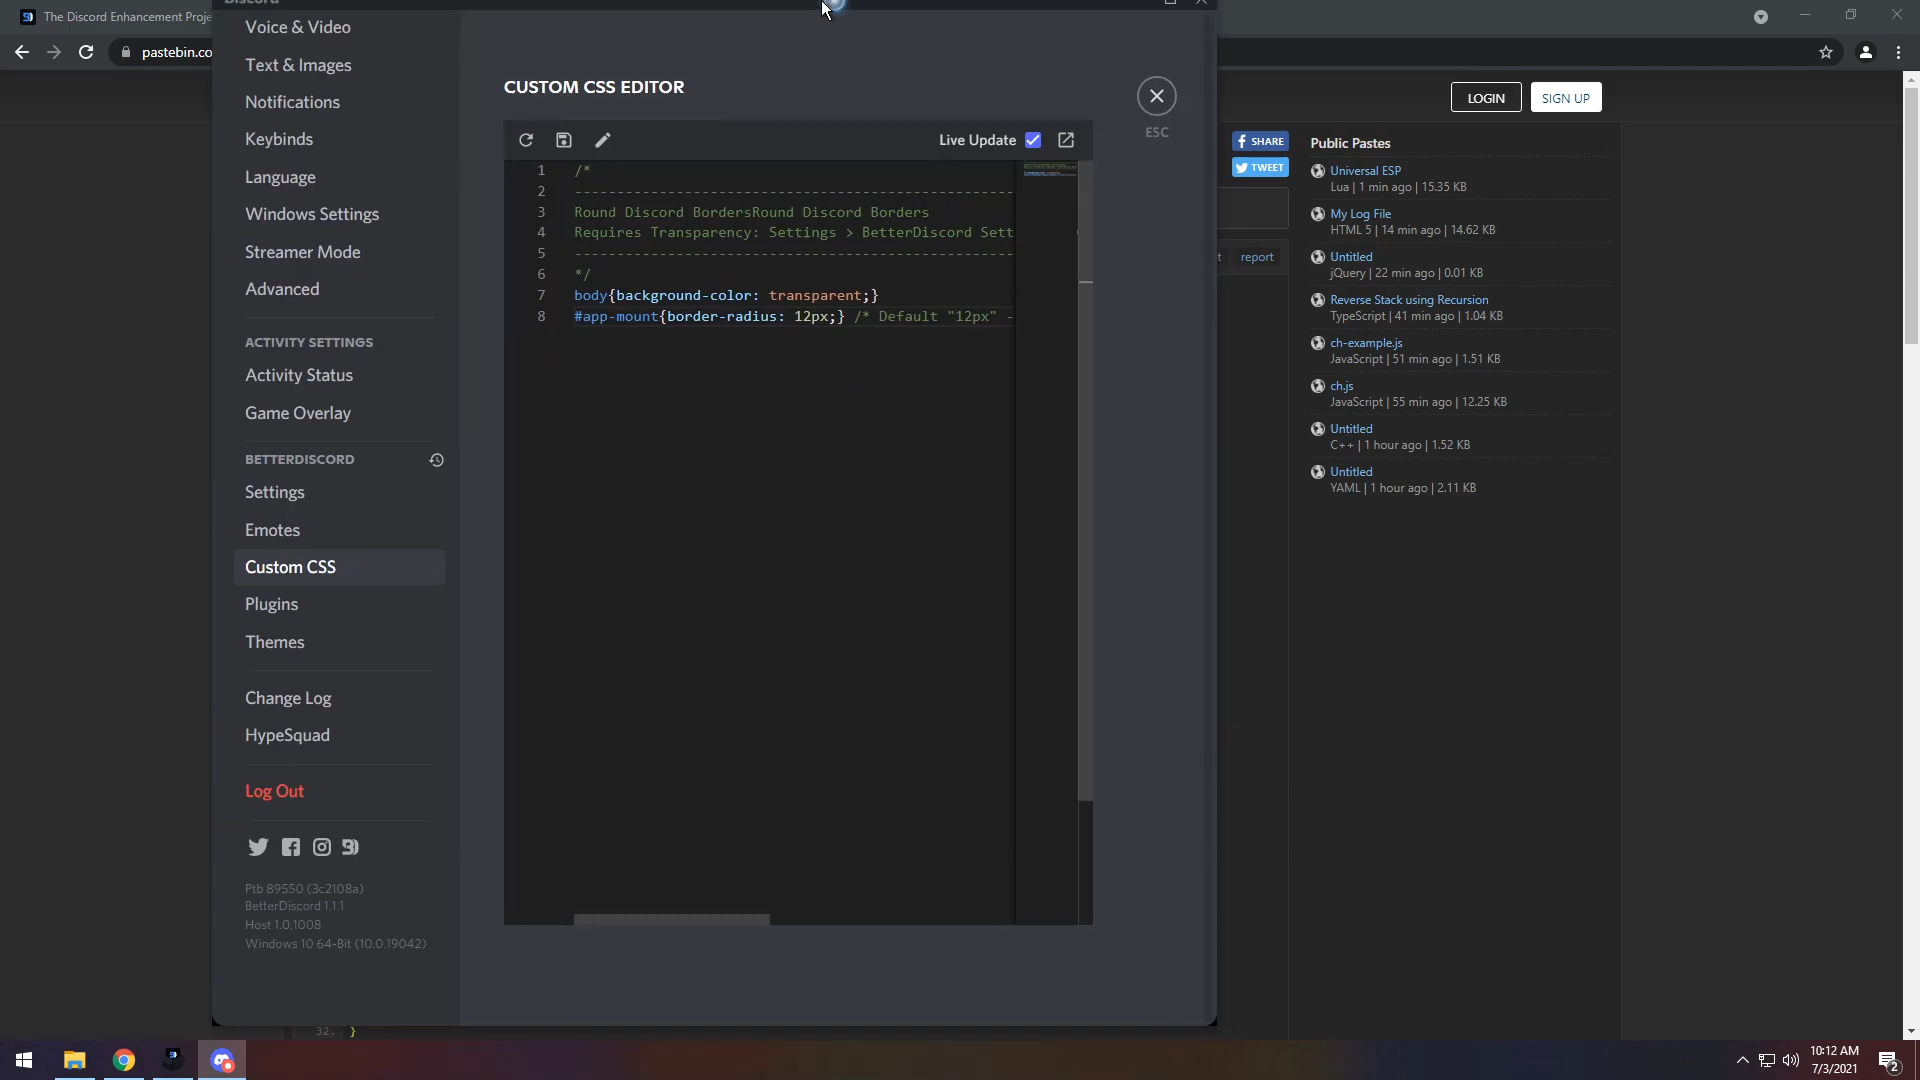 The Discord Enhancement Proje
pastebin.co
Discord
Voice & Video
Text & Images
Notifications
Keybinds
Language
Windows Settings
Streamer Mode
Advanced
ACTIVITY SETTINGS
Activity Status
Game Overlay
BETTERDISCORD
Settings
Emotes
Custom CSS
Plugins
Themes
Change Log
HypeSquad
Log Out
Ptb 89550 (3c2108a)
BetterDiscord 1.1.1
Host 1.0.1008
Windows 10 64-Bit (10.0.19042)
CUSTOM CSS EDITOR
ESC
Live Update
1 /*
2 ----------------------------------------------------
3 Round Discord BordersRound Discord Borders
4 Requires Transparency: Settings > BetterDiscord Sett
5 ----------------------------------------------------
6 */
7 body{background-color: transparent;}
8 #app-mount{border-radius: 12px;} /* Default "12px" -
LOGIN
SIGN UP
SHARE
TWEET
t report
Public Pastes
Universal ESP
Lua | 1 min ago | 15.35 KB
My Log File
HTML 5 | 14 min ago | 14.62 KB
Untitled
jQuery | 22 min ago | 0.01 KB
Reverse Stack using Recursion
TypeScript | 41 min ago | 1.04 KB
ch-example.js
JavaScript | 51 min ago | 1.51 KB
ch.js
JavaScript | 55 min ago | 12.25 KB
Untitled
C++ | 1 hour ago | 1.52 KB
Untitled
YAML | 1 hour ago | 2.11 KB
32. }
10:12 AM
7/3/2021
2